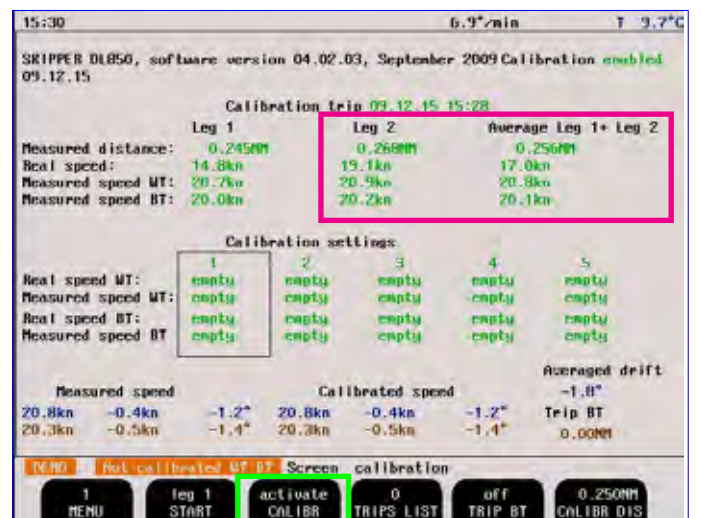 15:30 6.9°/min T 9.7°C
SKIPPER DL850, software version 04.02.03, September 2009 Calibration enabled
09.12.15
Calibration trip 09.12.15 15:28
Leg 1 Leg 2 Average Leg 1+ Leg 2
Measured distance: 0.245NM 0.268NM 0.256NM
Real speed: 14.8kn 19.1kn 17.0kn
Measured speed WT: 20.7kn 20.9kn 20.8kn
Measured speed BT: 20.0kn 20.2kn 20.1kn
Calibration settings
1 2 3 4 5
Real speed WT: empty empty empty empty empty
Measured speed WT: empty empty empty empty empty
Real speed BT: empty empty empty empty empty
Measured speed BT empty empty empty empty empty
Averaged drift
Measured speed Calibrated speed -1.8°
20.8kn -0.4kn -1.2° 20.8kn -0.4kn -1.2° Trip BT
20.3kn -0.5kn -1.4° 20.3kn -0.5kn -1.4° 0.00NM
DEMO Not calibrated WT BT Screen calibration
1 leg 1 activate 0 off 0.250NM
MENU START CALIBR TRIPS LIST TRIP BT CALIBR DIS